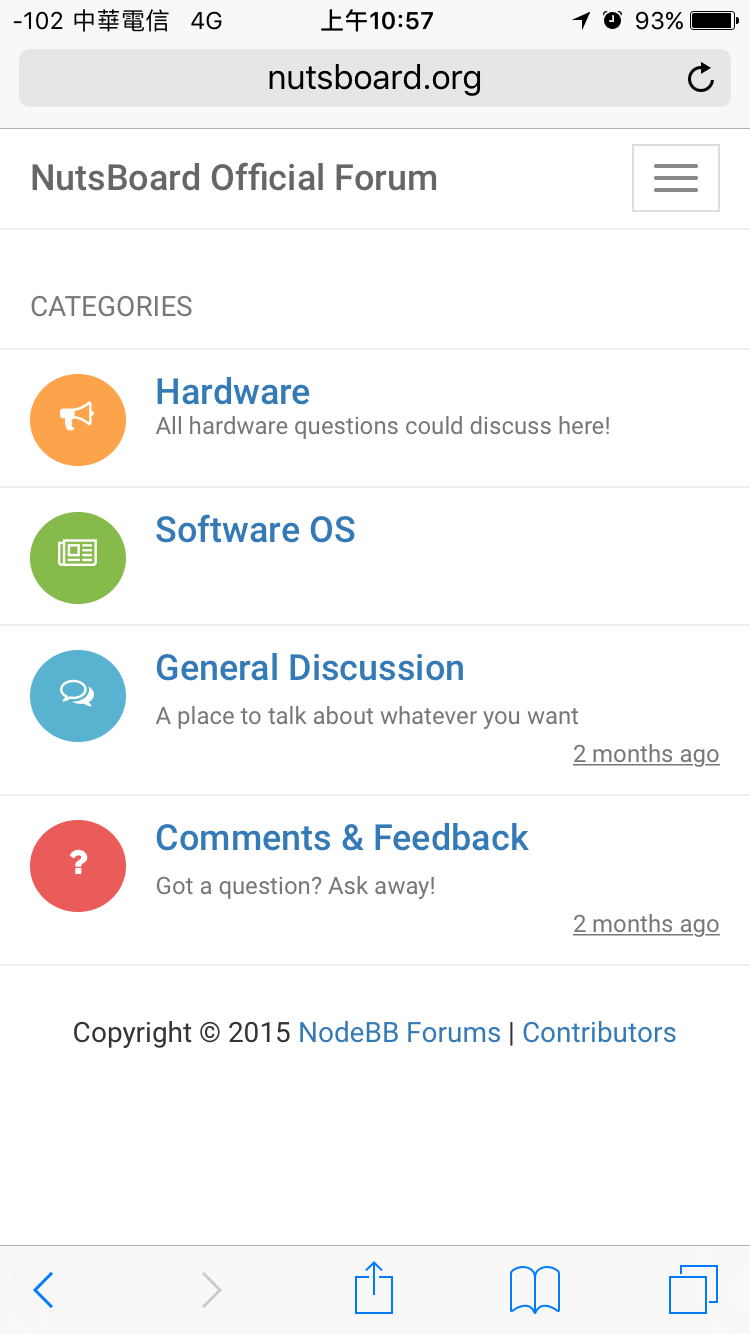 -102 中華電信 4G 上午10:57 93%
nutsboard.org
NutsBoard Official Forum
CATEGORIES
Hardware
All hardware questions could discuss here!
Software OS
General Discussion
A place to talk about whatever you want
2 months ago
Comments & Feedback
Got a question? Ask away!
2 months ago
Copyright © 2015 NodeBB Forums | Contributors